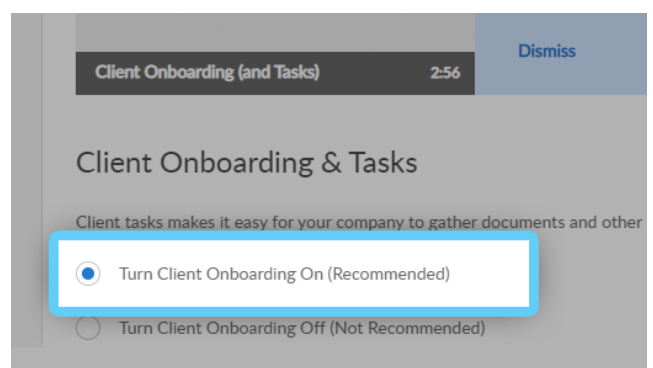 Client Onboarding (and Tasks) 2:56
Dismiss
Client Onboarding & Tasks
Client tasks makes it easy for your company to gather documents and other
Turn Client Onboarding On (Recommended)
Turn Client Onboarding Off (Not Recommended)